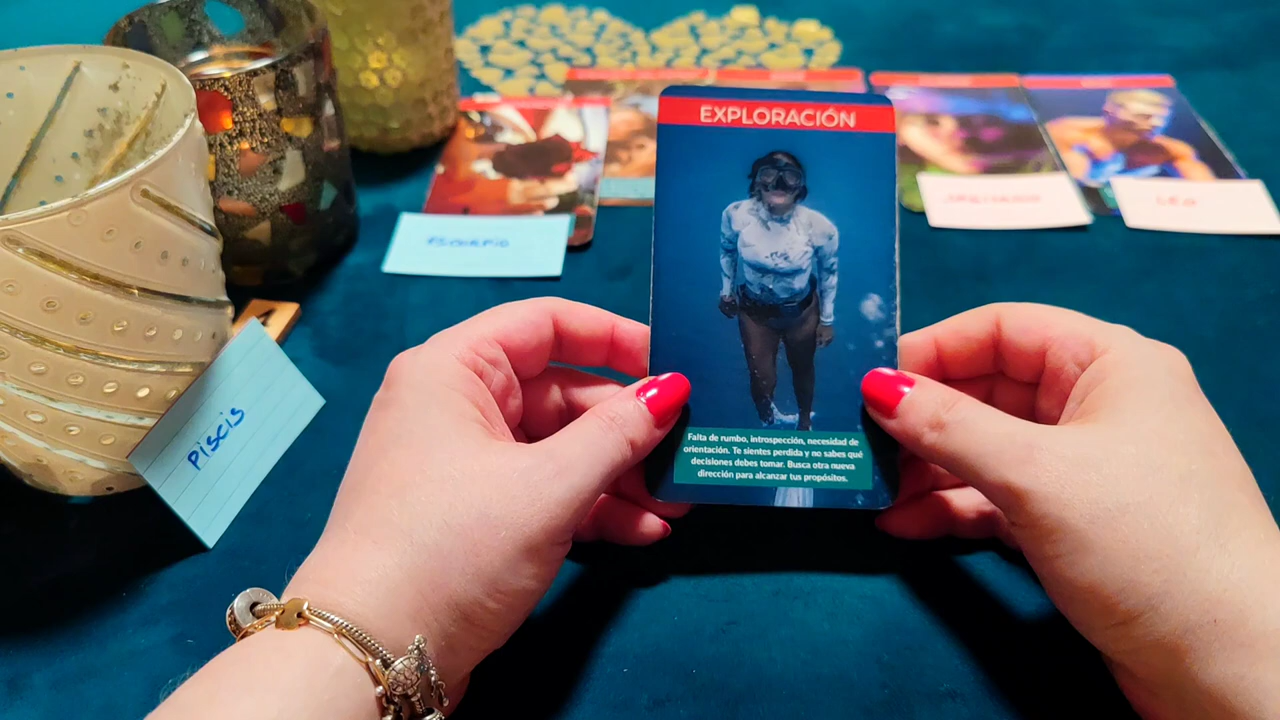 EXPLORACIÓN
Falta de rumbo, introspección, necesidad de
orientación. Te sientes perdida y no sabes qué
decisiones debes tomar. Busca otra nueva
dirección para alcanzar tus propósitos.
ESCORPIO
LEO
PISCIS